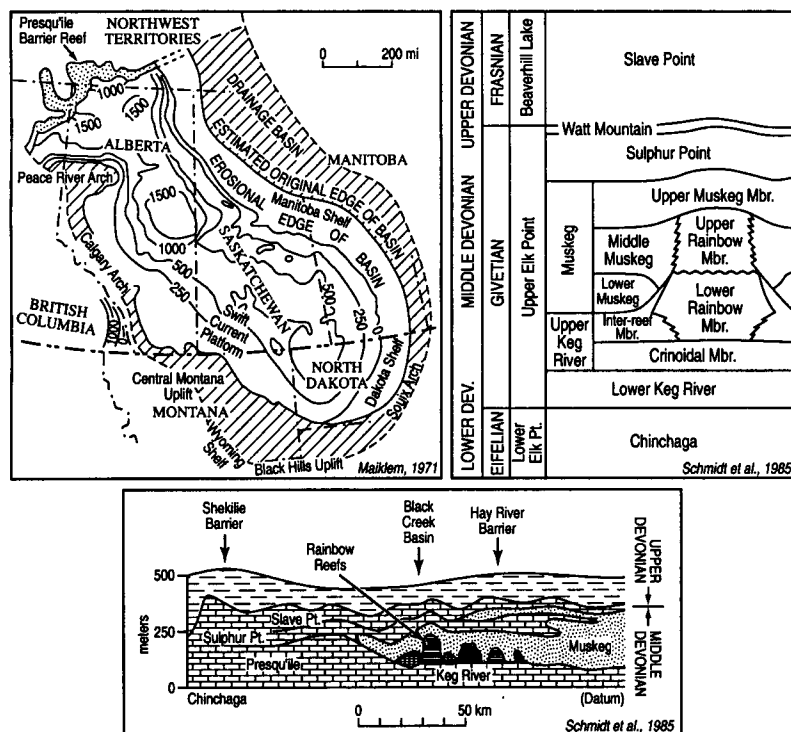 Presqu'ile
Barrier Reef
NORTHWEST
TERRITORIES
0 200 mi
1000
1500
1500
ALBERTA
DRAINAGE BASIN
ESTIMATED ORIGINAL EDGE OF BASIN
MANITOBA
Peace River Arch
EROSIONAL EDGE OF BASIN
Manitoba Shelf
1500
Calgary Arch
1000
SASKATCHEWAN
500
250
500
250
0
BRITISH
COLUMBIA
Swift
Current
Platform
NORTH
DAKOTA
Dakota Shelf
Souix Arch
Central Montana
Uplift
MONTANA
Wyoming
Shelf
Black Hills Uplift
Maiklem, 1971
UPPER DEVONIAN
FRASNIAN
Beaverhill Lake
Slave Point
Watt Mountain
Sulphur Point
MIDDLE DEVONIAN
GIVETIAN
Upper Elk Point
Muskeg
Upper Muskeg Mbr.
Middle
Muskeg
Upper
Rainbow
Mbr.
Lower
Muskeg
Lower
Rainbow
Mbr.
Upper
Keg
River
Inter-reef
Mbr.
Crinoidal Mbr.
Lower Keg River
LOWER DEV.
EIFELIAN
Lower
Elk Pt.
Chinchaga
Schmidt et al., 1985
Shekilie
Barrier
Rainbow
Reefs
Black
Creek
Basin
Hay River
Barrier
UPPER
DEVONIAN
MIDDLE
DEVONIAN
500
250
0
meters
Slave Pt.
Sulphur Pt.
Presqu'ile
Muskeg
Keg River
Chinchaga
(Datum)
0 50 km
Schmidt et al., 1985